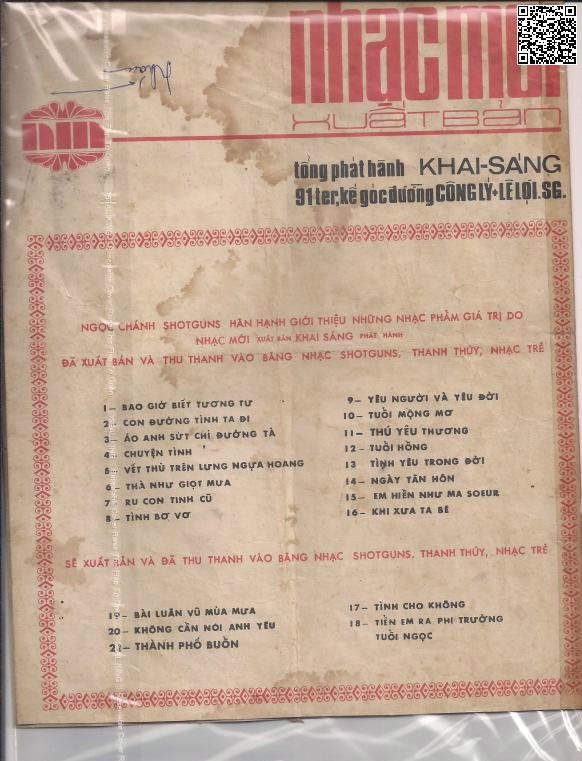 nhạc mới
XUẤT BẢN
tổng phát hành KHAI-SÁNG
91 ter, kế góc đường CÔNG LÝ + LÊ LỢI. SG.
NGỌC CHÁNH SHOTGUNS HÂN HẠNH GIỚI THIỆU NHỮNG NHẠC PHẨM GIÁ TRỊ DO
NHẠC MỚI XUẤT BẢN KHAI SÁNG PHÁT HÀNH
ĐÃ XUẤT BẢN VÀ THU THANH VÀO BĂNG NHẠC SHOTGUNS, THANH THÚY, NHẠC TRẺ
1 – BAO GIỜ BIẾT TƯƠNG TƯ
2 – CON ĐƯỜNG TÌNH TA ĐI
3 – ÁO ANH SỨT CHỈ ĐƯỜNG TÀ
4 – CHUYỆN TÌNH
5 – VẾT THÙ TRÊN LƯNG NGỰA HOANG
6 – THÀ NHƯ GIỌT MƯA
7 – RU CON TÌNH CŨ
8 – TÌNH BƠ VƠ
9 – YÊU NGƯỜI VÀ YÊU ĐỜI
10 – TUỔI MỘNG MƠ
11 – THÚ YÊU THƯƠNG
12 – TUỔI HỒNG
13 TÌNH YÊU TRONG ĐỜI
14 – NGÀY TÂN HÔN
15 – EM HIỀN NHƯ MA SOEUR
16 – KHI XƯA TA BÉ
SẼ XUẤT BẢN VÀ ĐÃ THU THANH VÀO BĂNG NHẠC SHOTGUNS, THANH THÚY, NHẠC TRẺ
19 – BÀI LUÂN VŨ MÙA MƯA
20 – KHÔNG CẦN NÓI ANH YÊU
21 – THÀNH PHỐ BUỒN
17 – TÌNH CHO KHÔNG
18 – TIỄN EM RA PHI TRƯỜNG
TUỔI NGỌC